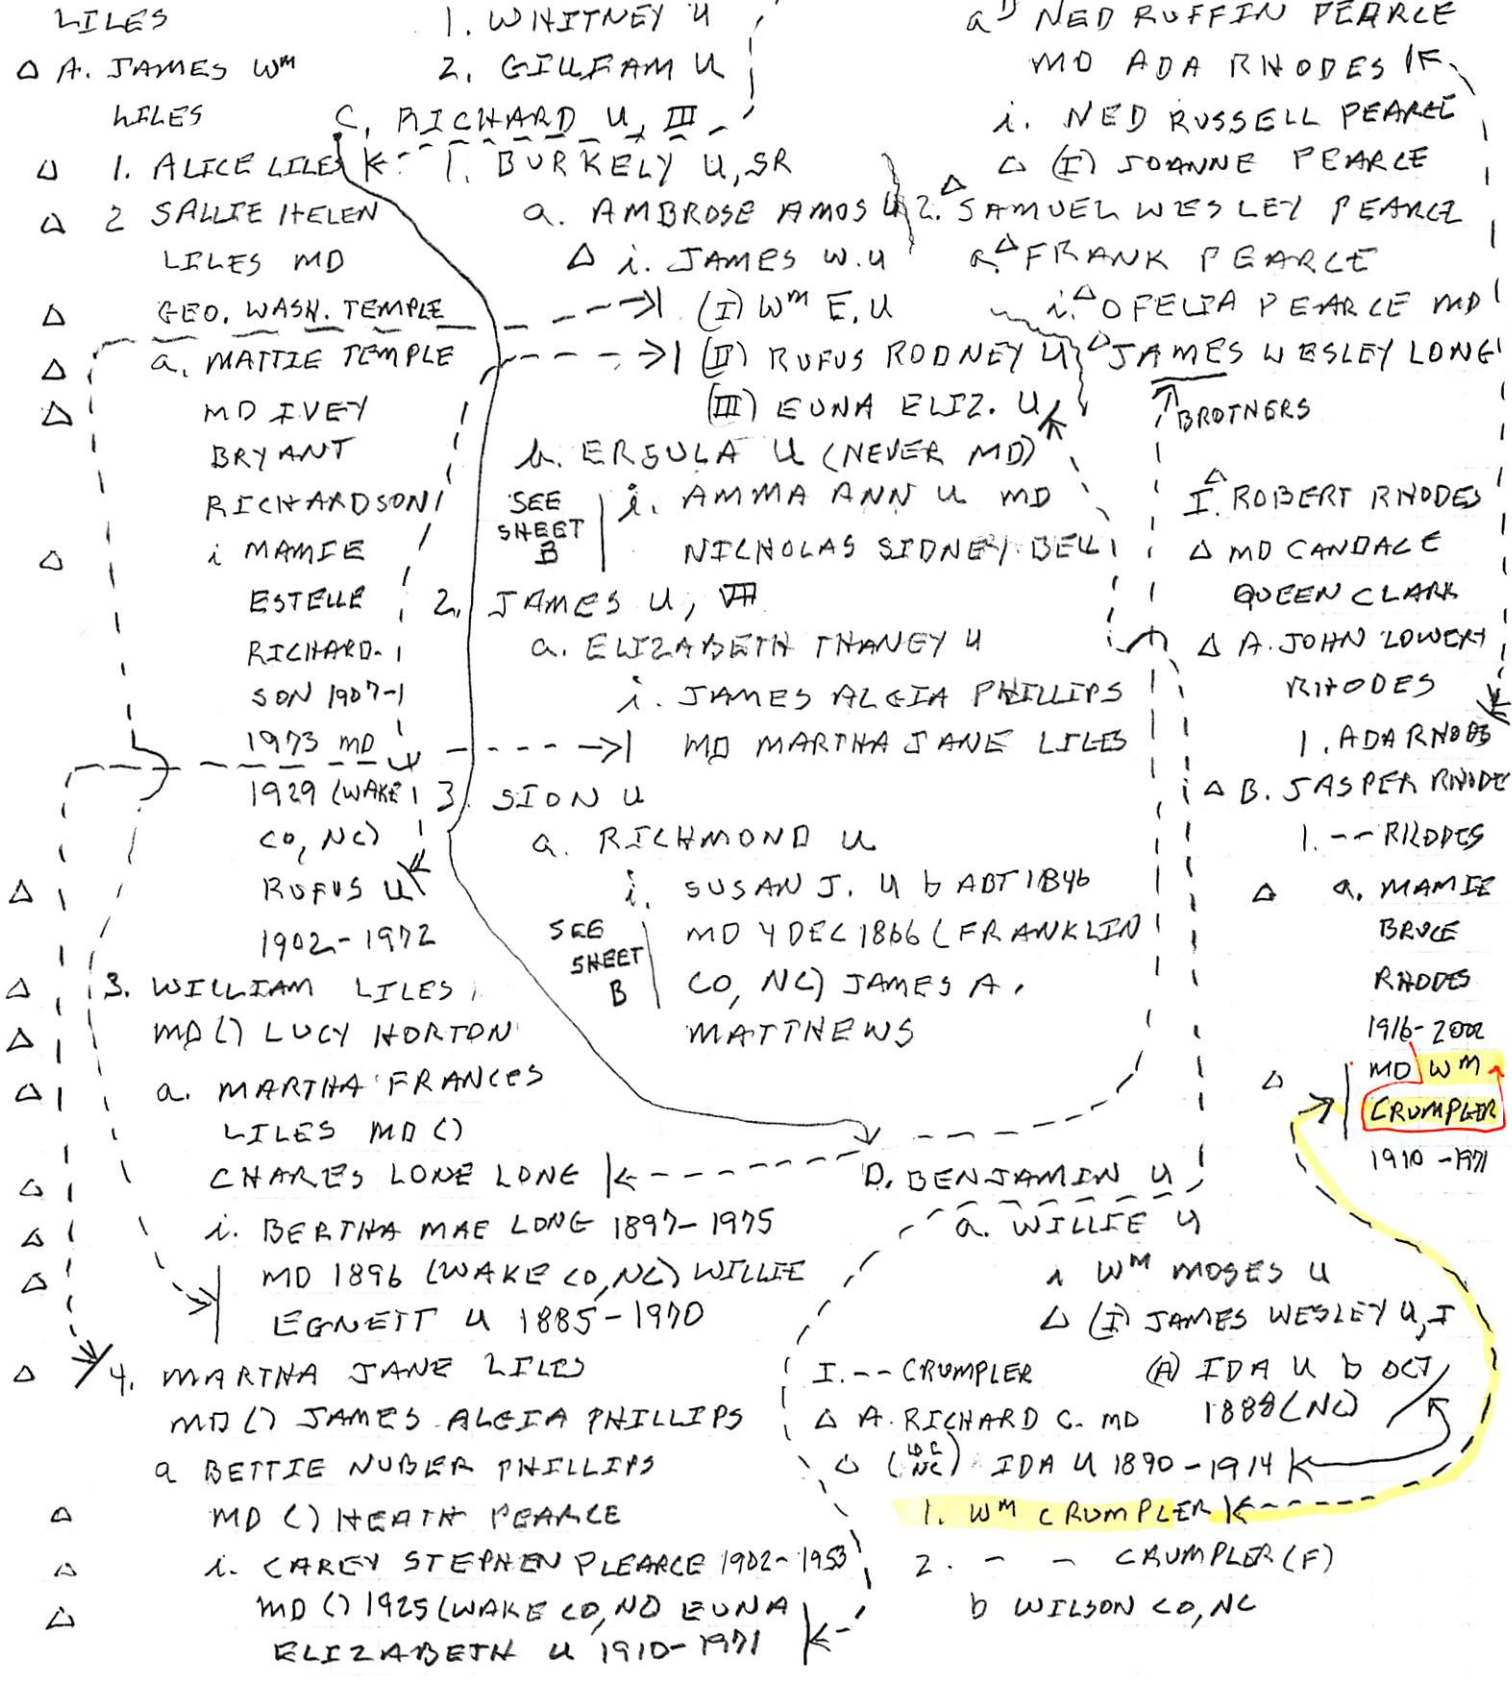 LILES
Δ A. JAMES Wᴹ
LILES
Δ 1. ALICE LILES
Δ 2 SALLIE HELEN
LILES MD
Δ GEO. WASH. TEMPLE
Δ a. MATTIE TEMPLE
Δ MD IVEY
BRYANT
RICHARDSON
Δ i MAMIE
ESTELLE
RICHARD-
SON 1907-
1973 MD
1929 (WAKE
CO, NC)
Δ RUFUS U
1902-1972
Δ 3. WILLIAM LILES
Δ MD () LUCY HORTON
Δ a. MARTHA FRANCES
LILES MD ()
Δ CHARLES LONE LONG
Δ i. BERTHA MAE LONG 1897-1975
Δ MD 1896 (WAKE CO, NC) WILLIE
EGNETT U 1885-1970
Δ 4. MARTHA JANE LILES
MD () JAMES ALGIA PHILLIPS
a BETTIE NUBER PHILLIPS
Δ MD () HEATH PEARCE
Δ i. CAREY STEPHEN PLEARCE 1902-1953
Δ MD () 1925 (WAKE CO, NC) EUNA
ELIZABETH U 1910-1971
1. WHITNEY U
2. GILLFAM U
C. RICHARD U, III
1. BURKELY U, SR
a. AMBROSE AMOS U
Δ i. JAMES W. U
(I) Wᴹ E. U
(II) RUFUS RODNEY U
(III) EUNA ELIZ. U
b. ERSULA U (NEVER MD)
SEE
SHEET
B
i. AMMA ANN U MD
NICHOLAS SIDNEY BELL
2. JAMES U, VII
a. ELIZABETH THANEY U
i. JAMES ALGIA PHILLIPS
MD MARTHA JANE LILES
3. SION U
a. RICHMOND U
i. SUSAN J. U b ABT 1846
MD 4 DEC 1866 (FRANKLIN
SEE
SHEET
B
CO, NC) JAMES A.
MATTHEWS
D. BENJAMIN U
a. WILLIE U
i Wᴹ MOSES U
Δ (I) JAMES WESLEY U, I
(A) IDA U b OCT
1888 (NC)
I. -- CRUMPLER
Δ A. RICHARD C. MD
Δ (NC) IDA U 1890-1914
1. Wᴹ CRUMPLER
2. - - CRUMPLER (F)
b WILSON CO, NC
a NED RUFFIN PEARCE
MD ADA RHODES
i. NED RUSSELL PEARCE
Δ (I) JOANNE PEARCE
Δ 2. SAMUEL WESLEY PEARCE
a. Δ FRANK PEARCE
i. Δ OFELIA PEARCE MD
Δ JAMES WESLEY LONG
BROTHERS
Δ
I. ROBERT RHODES
Δ MD CANDACE
QUEEN CLARK
Δ A. JOHN LOWERY
RHODES
1. ADA RHODES
Δ B. JASPER RHODE
1. -- RHODES
Δ a. MAMIE
BRUCE
RHODES
1916-2002
Δ MD Wᴹ
CRUMPLER
1910-1971